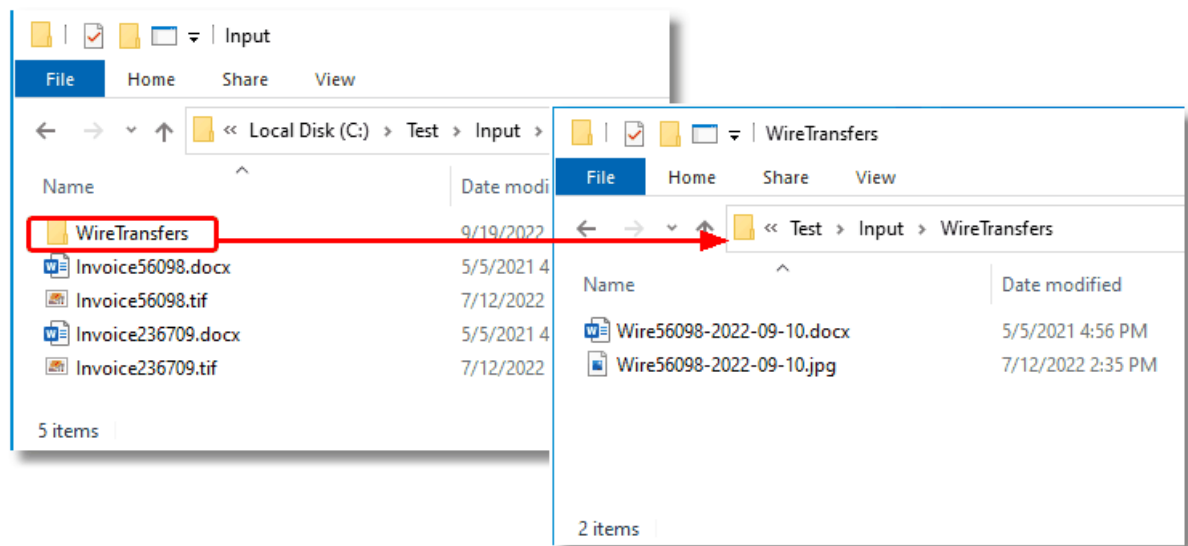 Input
File Home Share View
« Local Disk (C:) › Test › Input ›
Name Date modi
WireTransfers 9/19/2022
Invoice56098.docx 5/5/2021 4
Invoice56098.tif 7/12/2022
Invoice236709.docx 5/5/2021 4
Invoice236709.tif 7/12/2022
5 items
WireTransfers
File Home Share View
« Test › Input › WireTransfers
Name Date modified
Wire56098-2022-09-10.docx 5/5/2021 4:56 PM
Wire56098-2022-09-10.jpg 7/12/2022 2:35 PM
2 items